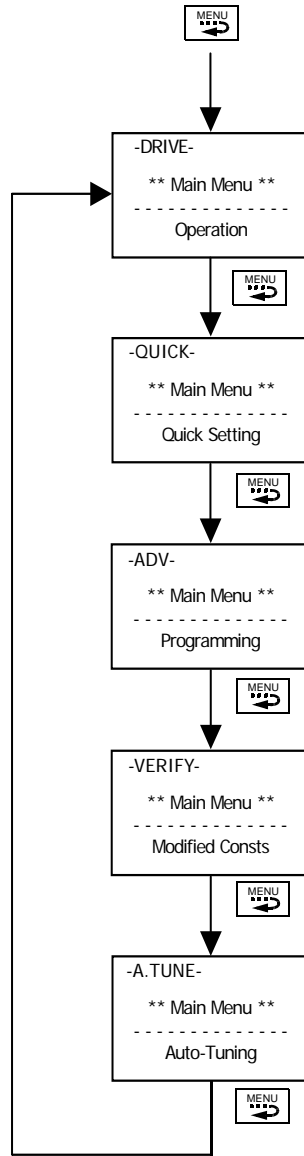 MENU
-DRIVE-
** Main Menu **
- - - - - - - - - - - - - -
Operation
MENU
-QUICK-
** Main Menu **
- - - - - - - - - - - - - -
Quick Setting
MENU
-ADV-
** Main Menu **
- - - - - - - - - - - - - -
Programming
MENU
-VERIFY-
** Main Menu **
- - - - - - - - - - - - - -
Modified Consts
MENU
-A.TUNE-
** Main Menu **
- - - - - - - - - - - - - -
Auto-Tuning
MENU